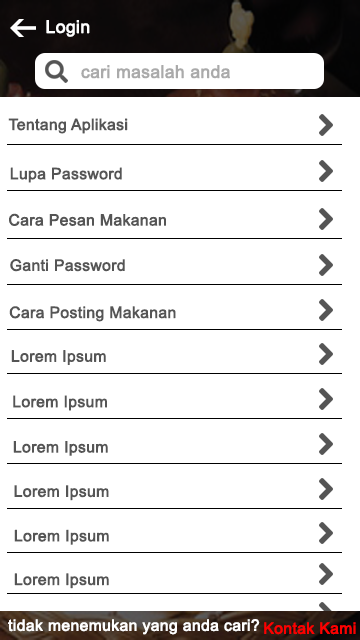 Login
cari masalah anda
Tentang Aplikasi
Lupa Password
Cara Pesan Makanan
Ganti Password
Cara Posting Makanan
Lorem Ipsum
Lorem Ipsum
Lorem Ipsum
Lorem Ipsum
Lorem Ipsum
Lorem Ipsum
tidak menemukan yang anda cari? Kontak Kami